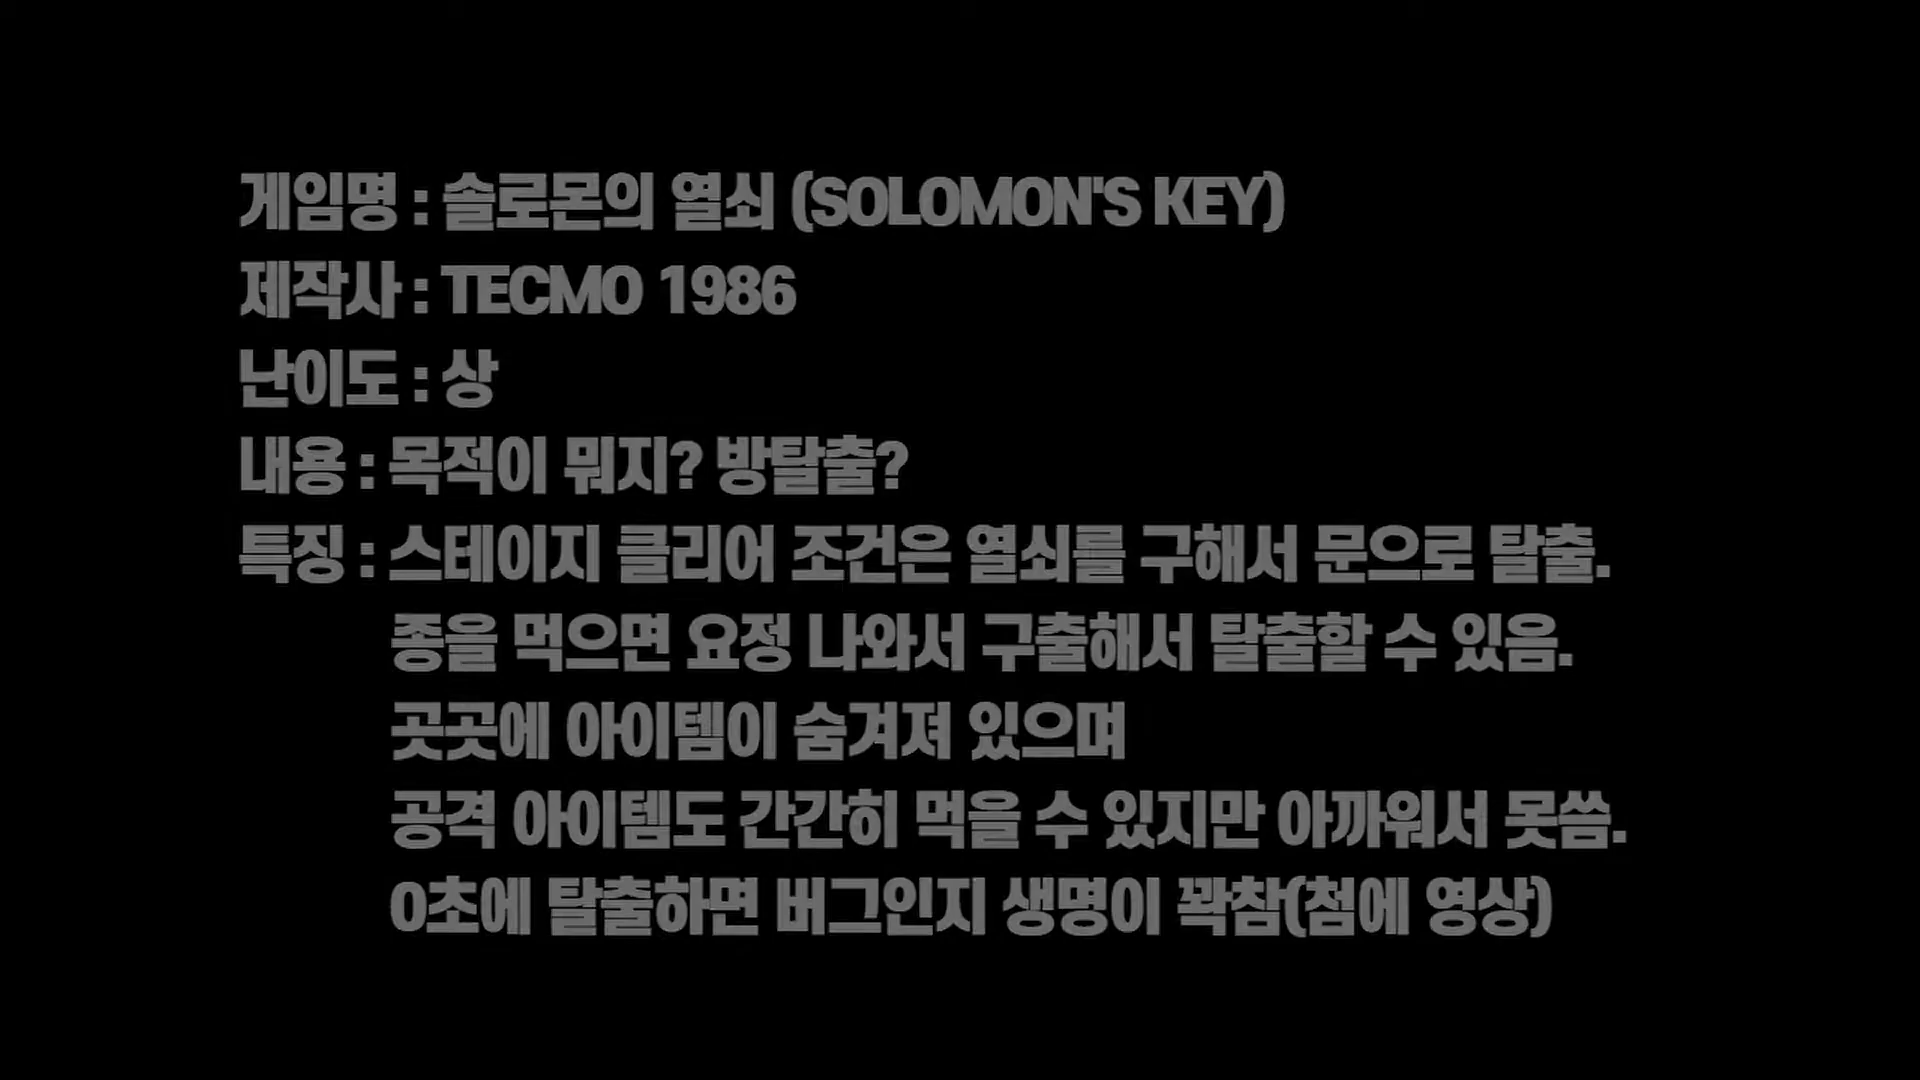 게임명 : 솔로몬의 열쇠 (SOLOMON'S KEY)
제작사 : TECMO 1986
난이도 : 상
내용 : 목적이 뭐지? 방탈출?
특징 : 스테이지 클리어 조건은 열쇠를 구해서 문으로 탈출.
종을 먹으면 요정 나와서 구출해서 탈출할 수 있음.
곳곳에 아이템이 숨겨져 있으며
공격 아이템도 간간히 먹을 수 있지만 아까워서 못씀.
0초에 탈출하면 버그인지 생명이 꽉참(첨에 영상)